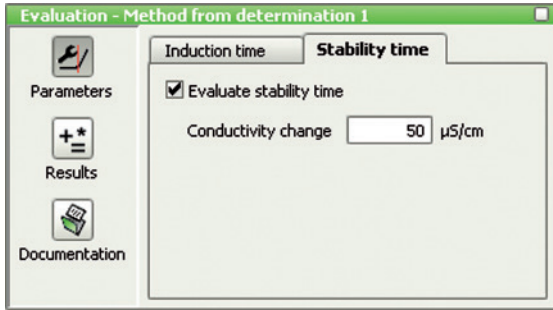 Evaluation - Method from determination 1
Parameters
Results
Documentation
Induction time
Stability time
Evaluate stability time
Conductivity change 50 µS/cm